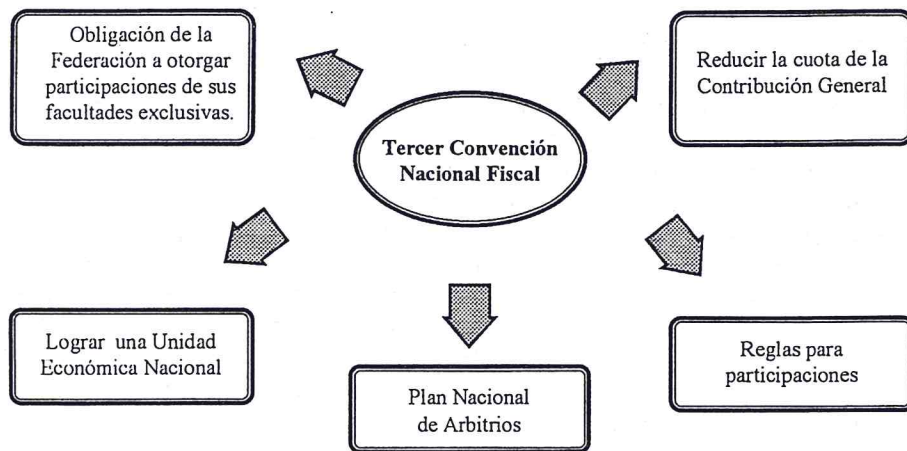 Obligación de la
Federación a otorgar
participaciones de sus
facultades exclusivas.
Reducir la cuota de la
Contribución General
Tercer Convención
Nacional Fiscal
Lograr una Unidad
Económica Nacional
Plan Nacional
de Arbitrios
Reglas para
participaciones